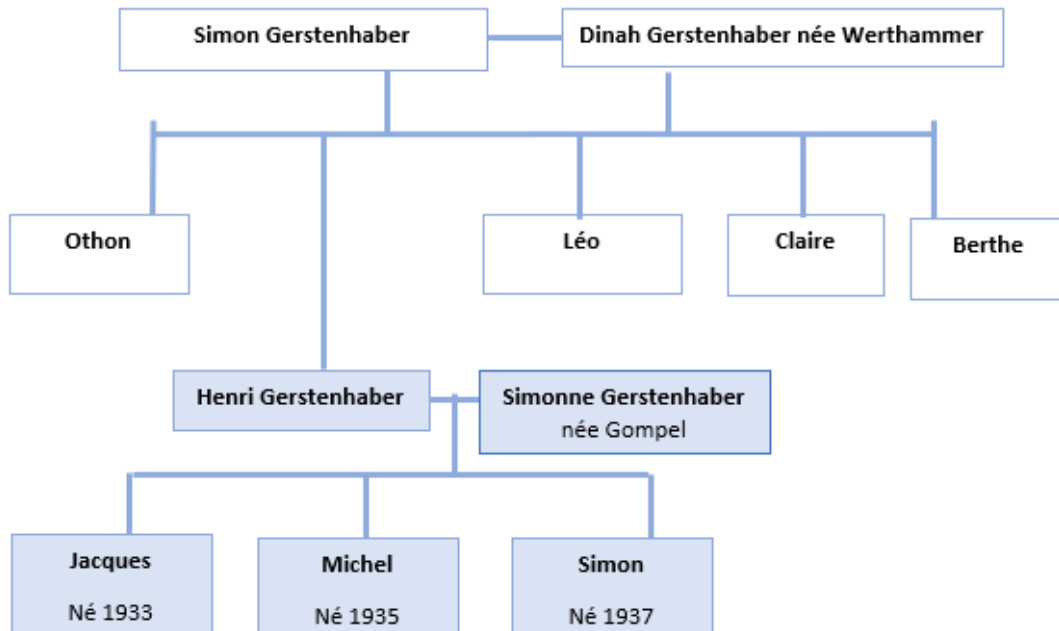 Simon Gerstenhaber
Dinah Gerstenhaber née Werthammer
Othon
Léo
Claire
Berthe
Henri Gerstenhaber
Simonne Gerstenhaber
née Gompel
Jacques
Né 1933
Michel
Né 1935
Simon
Né 1937